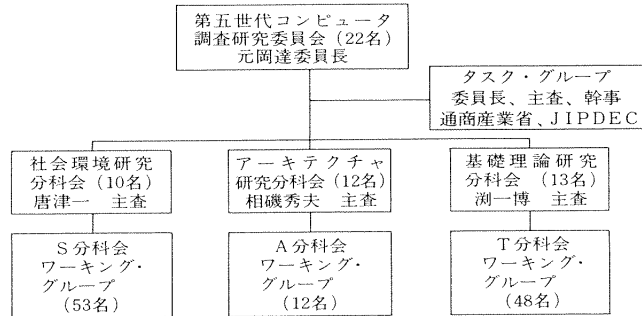 第五世代コンピュータ
調査研究委員会 (22名)
元岡達委員長
タスク・グループ
委員長、主査、幹事
通商産業省、JIPDEC
社会環境研究
分科会 (10名)
唐津一 主査
アーキテクチャ
研究分科会 (12名)
相磯秀夫 主査
基礎理論研究
分科会 (13名)
渕一博 主査
S分科会
ワーキング・
グループ
(53名)
A分科会
ワーキング・
グループ
(12名)
T分科会
ワーキング・
グループ
(48名)